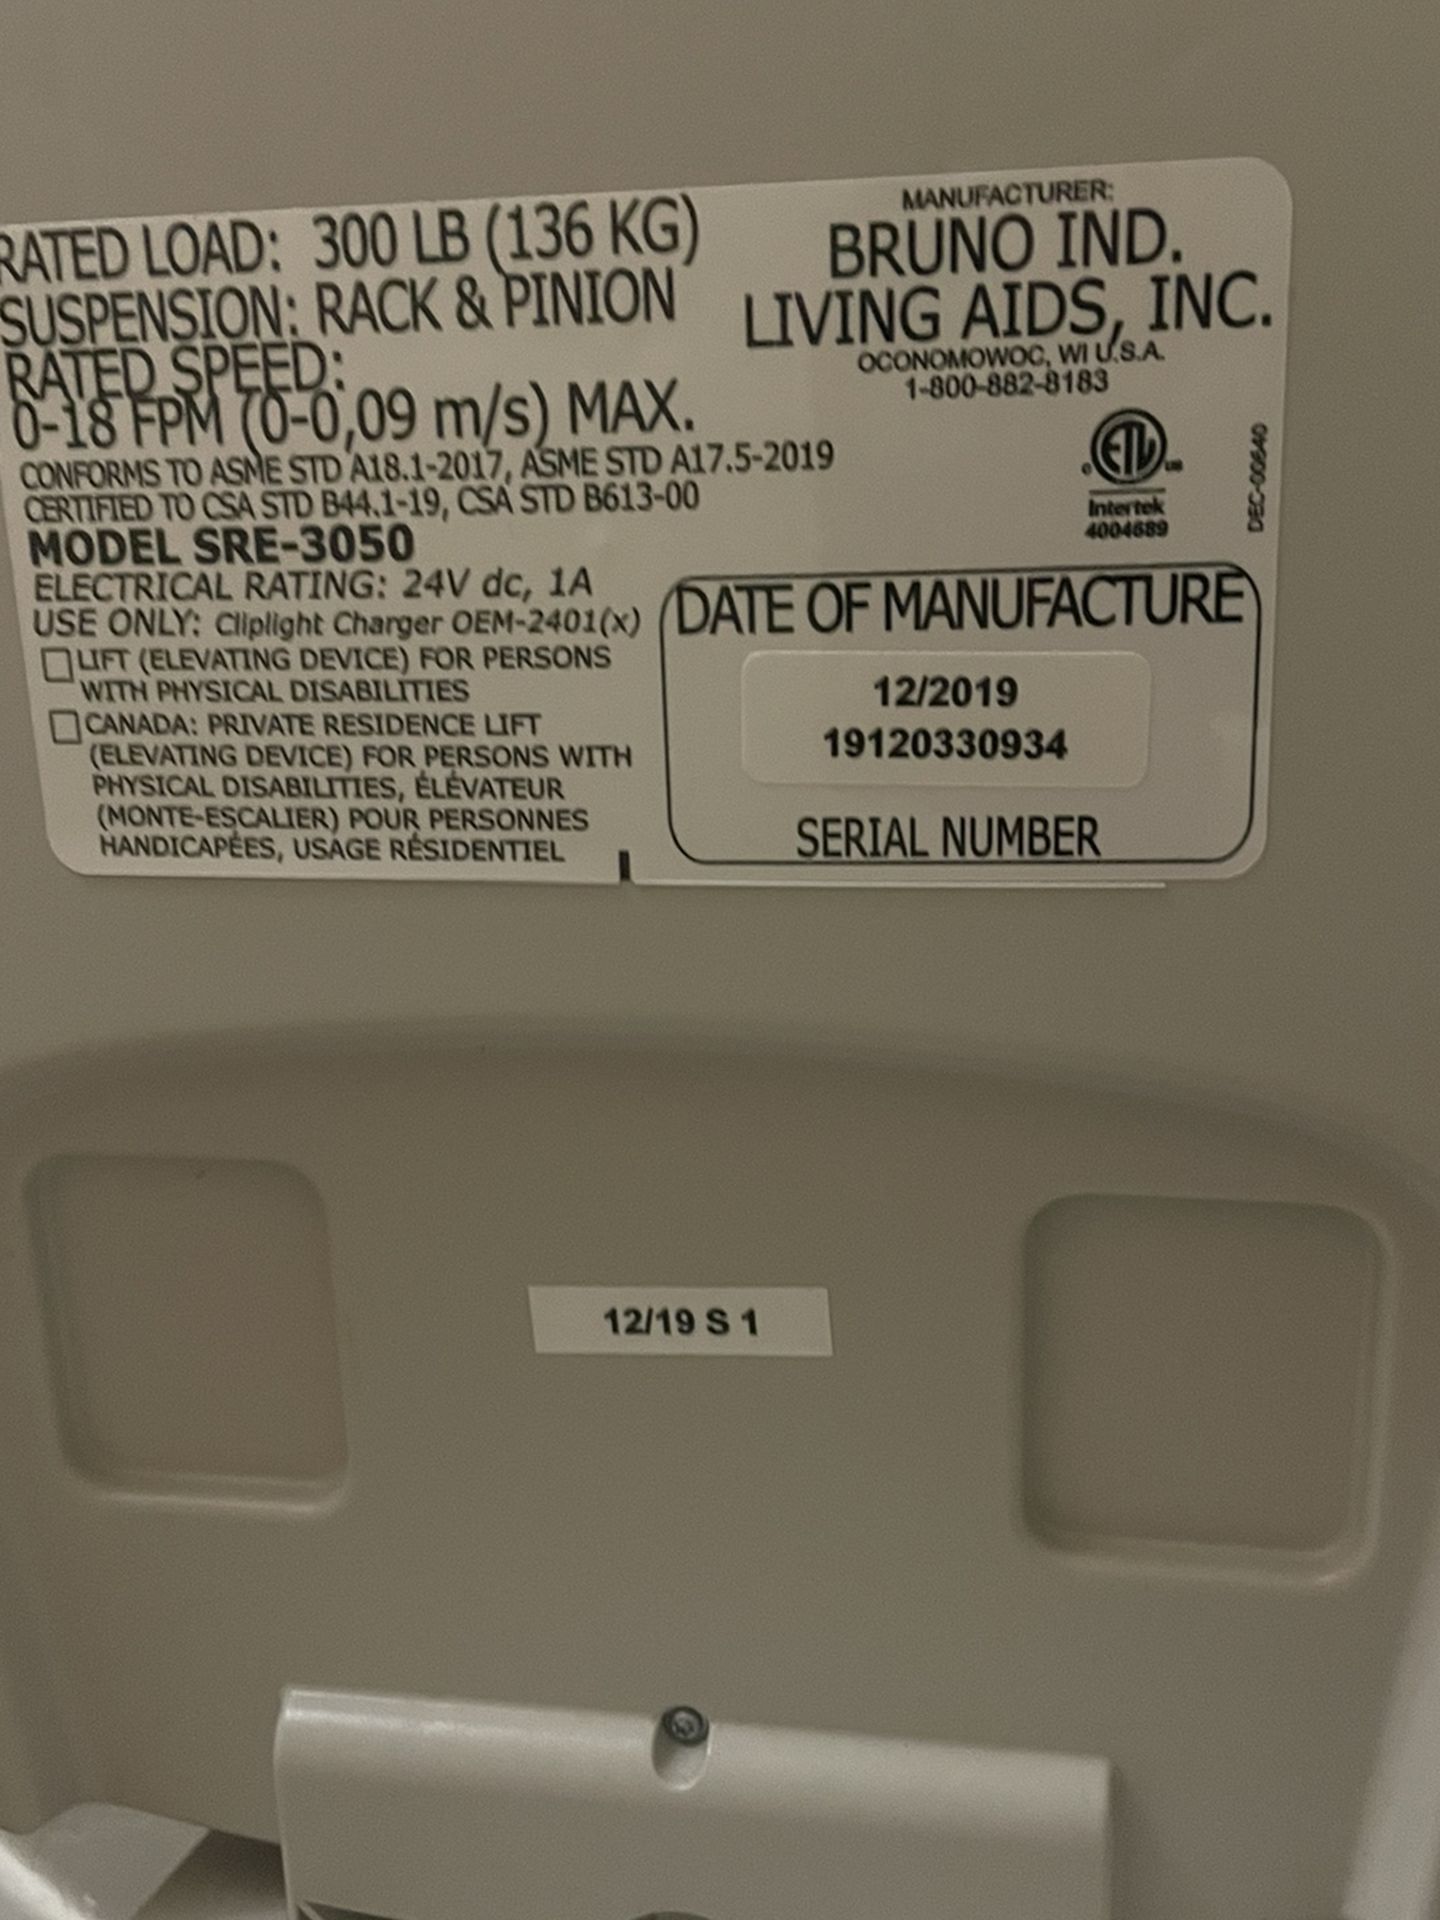 RATED LOAD: 300 LB (136 KG)
SUSPENSION: RACK & PINION
RATED SPEED:
0-18 FPM (0-0,09 m/s) MAX.
CONFORMS TO ASME STD A18.1-2017, ASME STD A17.5-2019
CERTIFIED TO CSA STD B44.1-19, CSA STD B613-00
MODEL SRE-3050
ELECTRICAL RATING: 24V dc, 1A
USE ONLY: Cliplight Charger OEM-2401(x)
LIFT (ELEVATING DEVICE) FOR PERSONS
WITH PHYSICAL DISABILITIES
CANADA: PRIVATE RESIDENCE LIFT
(ELEVATING DEVICE) FOR PERSONS WITH
PHYSICAL DISABILITIES, ÉLÉVATEUR
(MONTE-ESCALIER) POUR PERSONNES
HANDICAPÉES, USAGE RÉSIDENTIEL
MANUFACTURER:
BRUNO IND.
LIVING AIDS, INC.
OCONOMOWOC, WI U.S.A.
1-800-882-8183
c ETL us
Intertek
4004689
DEC-00640
DATE OF MANUFACTURE
12/2019
19120330934
SERIAL NUMBER
12/19 S 1